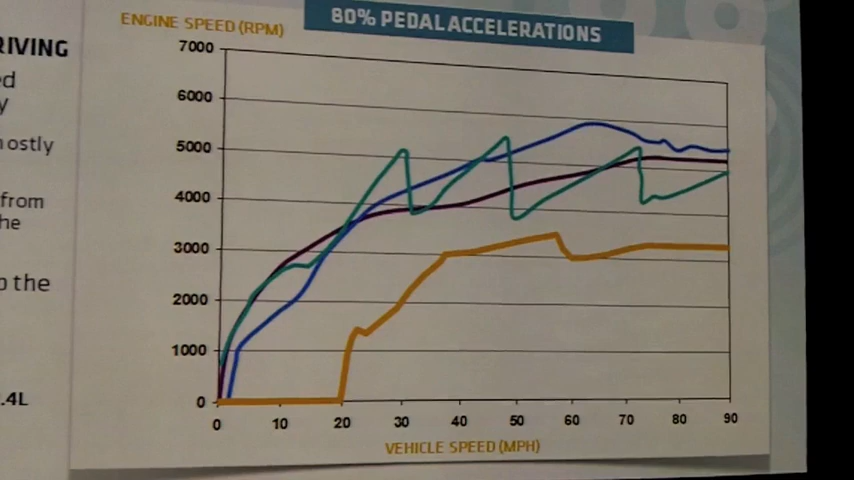 80% PEDAL ACCELERATIONS
ENGINE SPEED (RPM)
RIVING
ed
y
ostly
from
he
the
.4L
7000
6000
5000
4000
3000
2000
1000
0
0 10 20 30 40 50 60 70 80 90
VEHICLE SPEED (MPH)